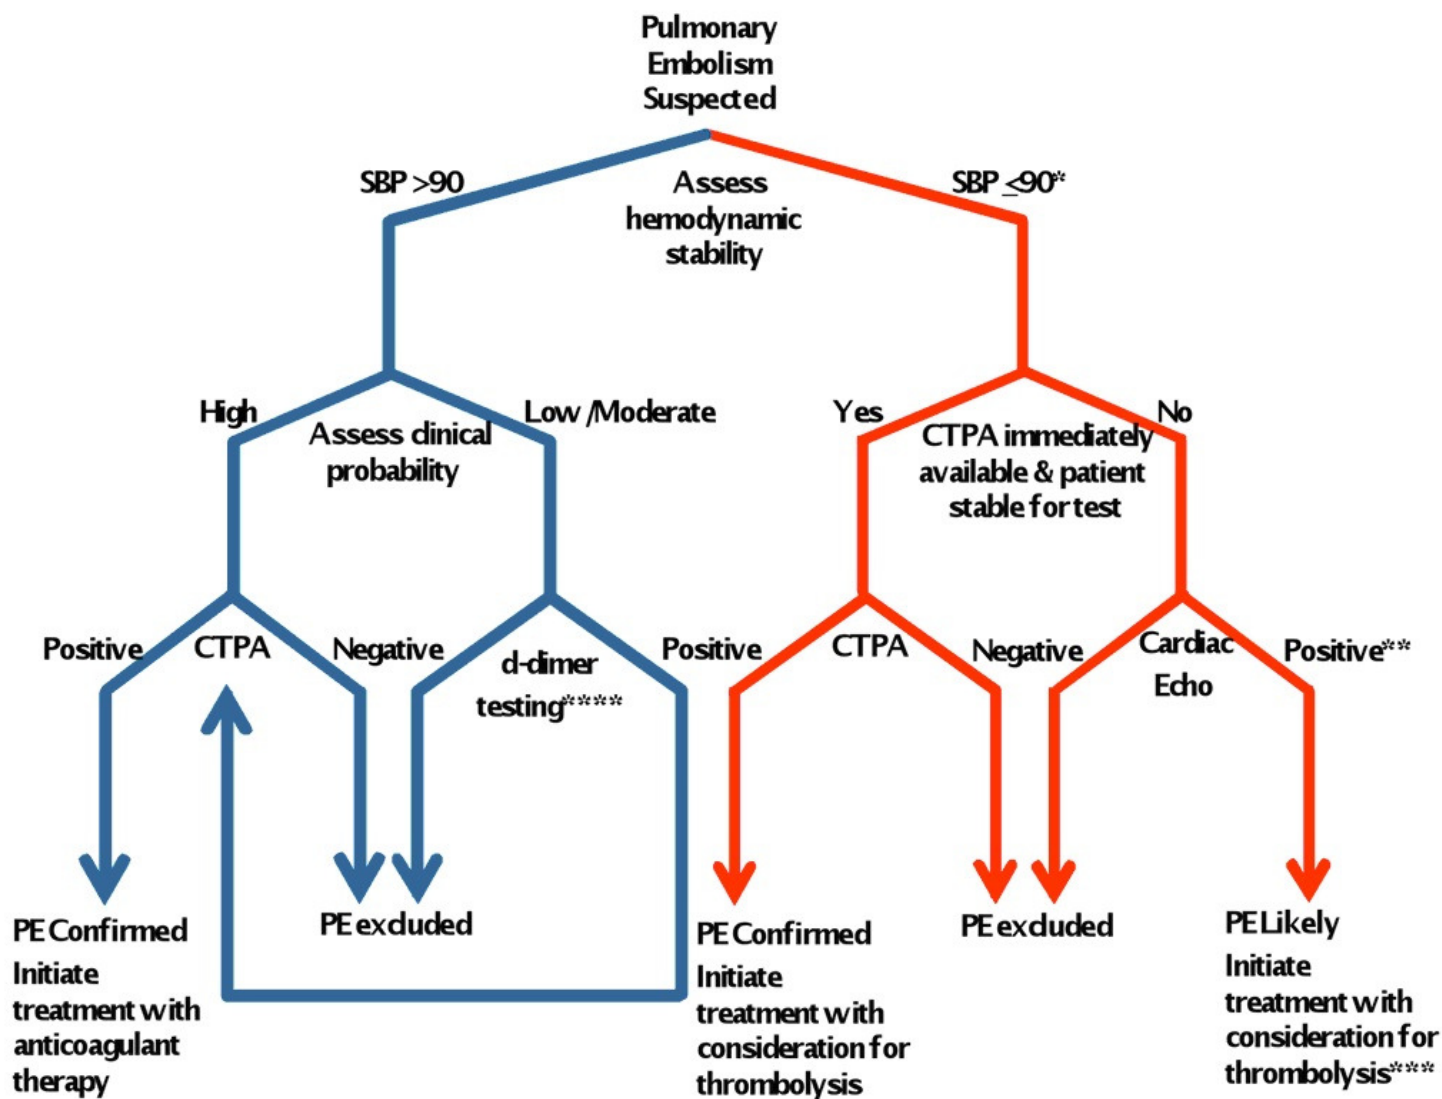 Pulmonary
Embolism
Suspected
SBP >90
Assess
hemodynamic
stability
SBP ≤90*
High
Assess clinical
probability
Low /Moderate
Yes
CTPA immediately
available & patient
stable for test
No
Positive
CTPA
Negative
d-dimer
testing****
Positive
CTPA
Negative
Cardiac
Echo
Positive**
PE Confirmed
Initiate
treatment with
anticoagulant
therapy
PE excluded
PE Confirmed
Initiate
treatment with
consideration for
thrombolysis
PE excluded
PE Likely
Initiate
treatment with
consideration for
thrombolysis***